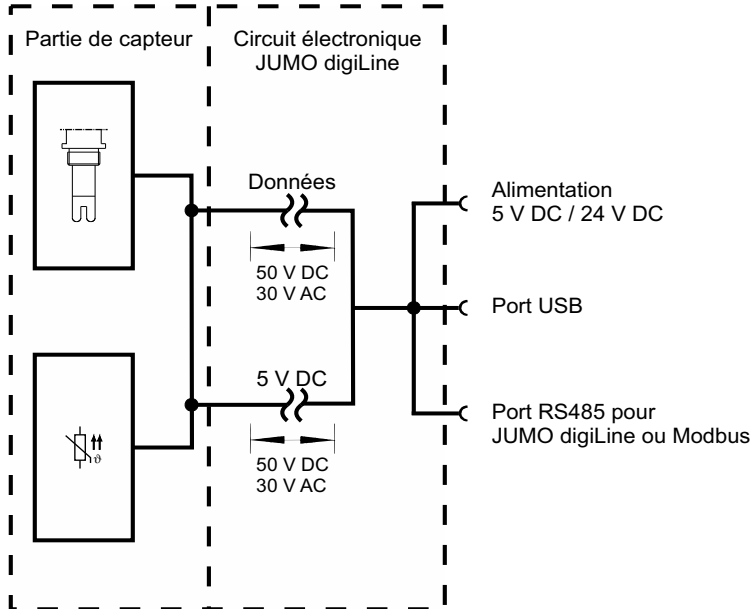 Partie de capteur
Circuit électronique
JUMO digiLine
Données
50 V DC
30 V AC
5 V DC
50 V DC
30 V AC
ϑ
Alimentation
5 V DC / 24 V DC
Port USB
Port RS485 pour
JUMO digiLine ou Modbus